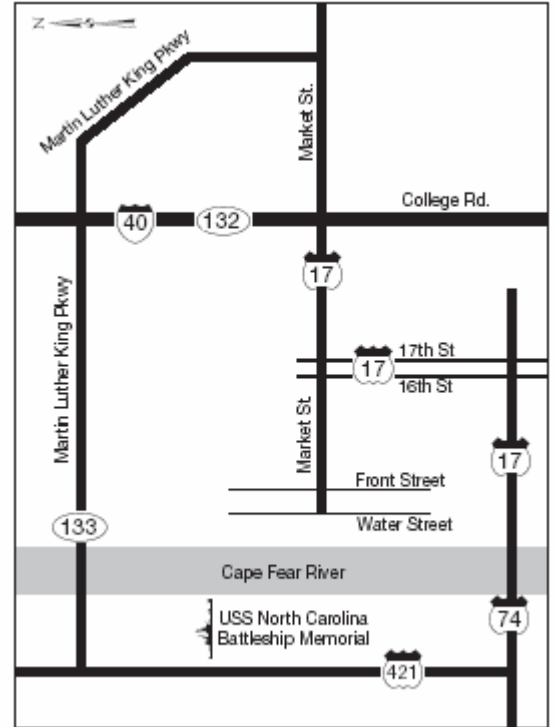 Z
Martin Luther King Pkwy
Market St.
College Rd.
40
132
17
Martin Luther King Pkwy
17th St
17
16th St
Market St.
17
Front Street
133
Water Street
Cape Fear River
USS North Carolina
Battleship Memorial
74
421